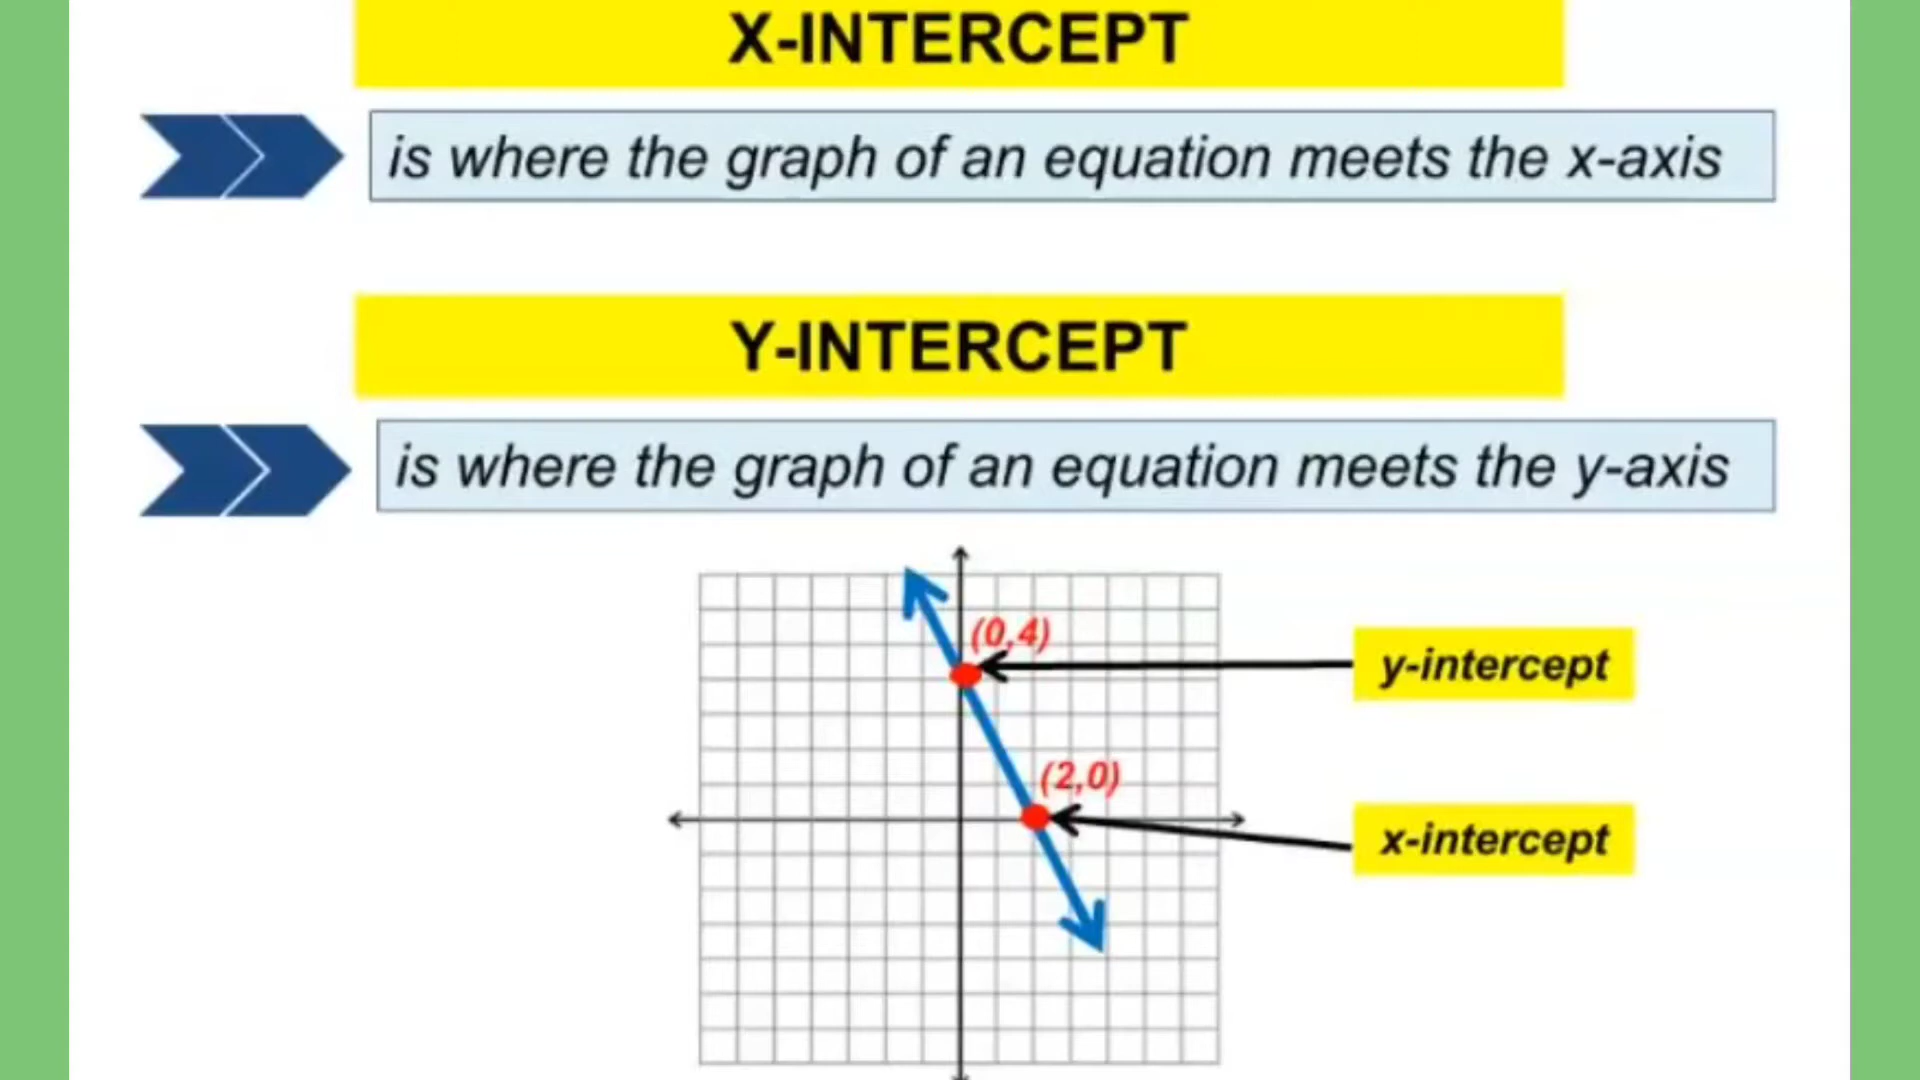 X-INTERCEPT
is where the graph of an equation meets the x-axis
Y-INTERCEPT
is where the graph of an equation meets the y-axis
(0,4)
y-intercept
(2,0)
x-intercept